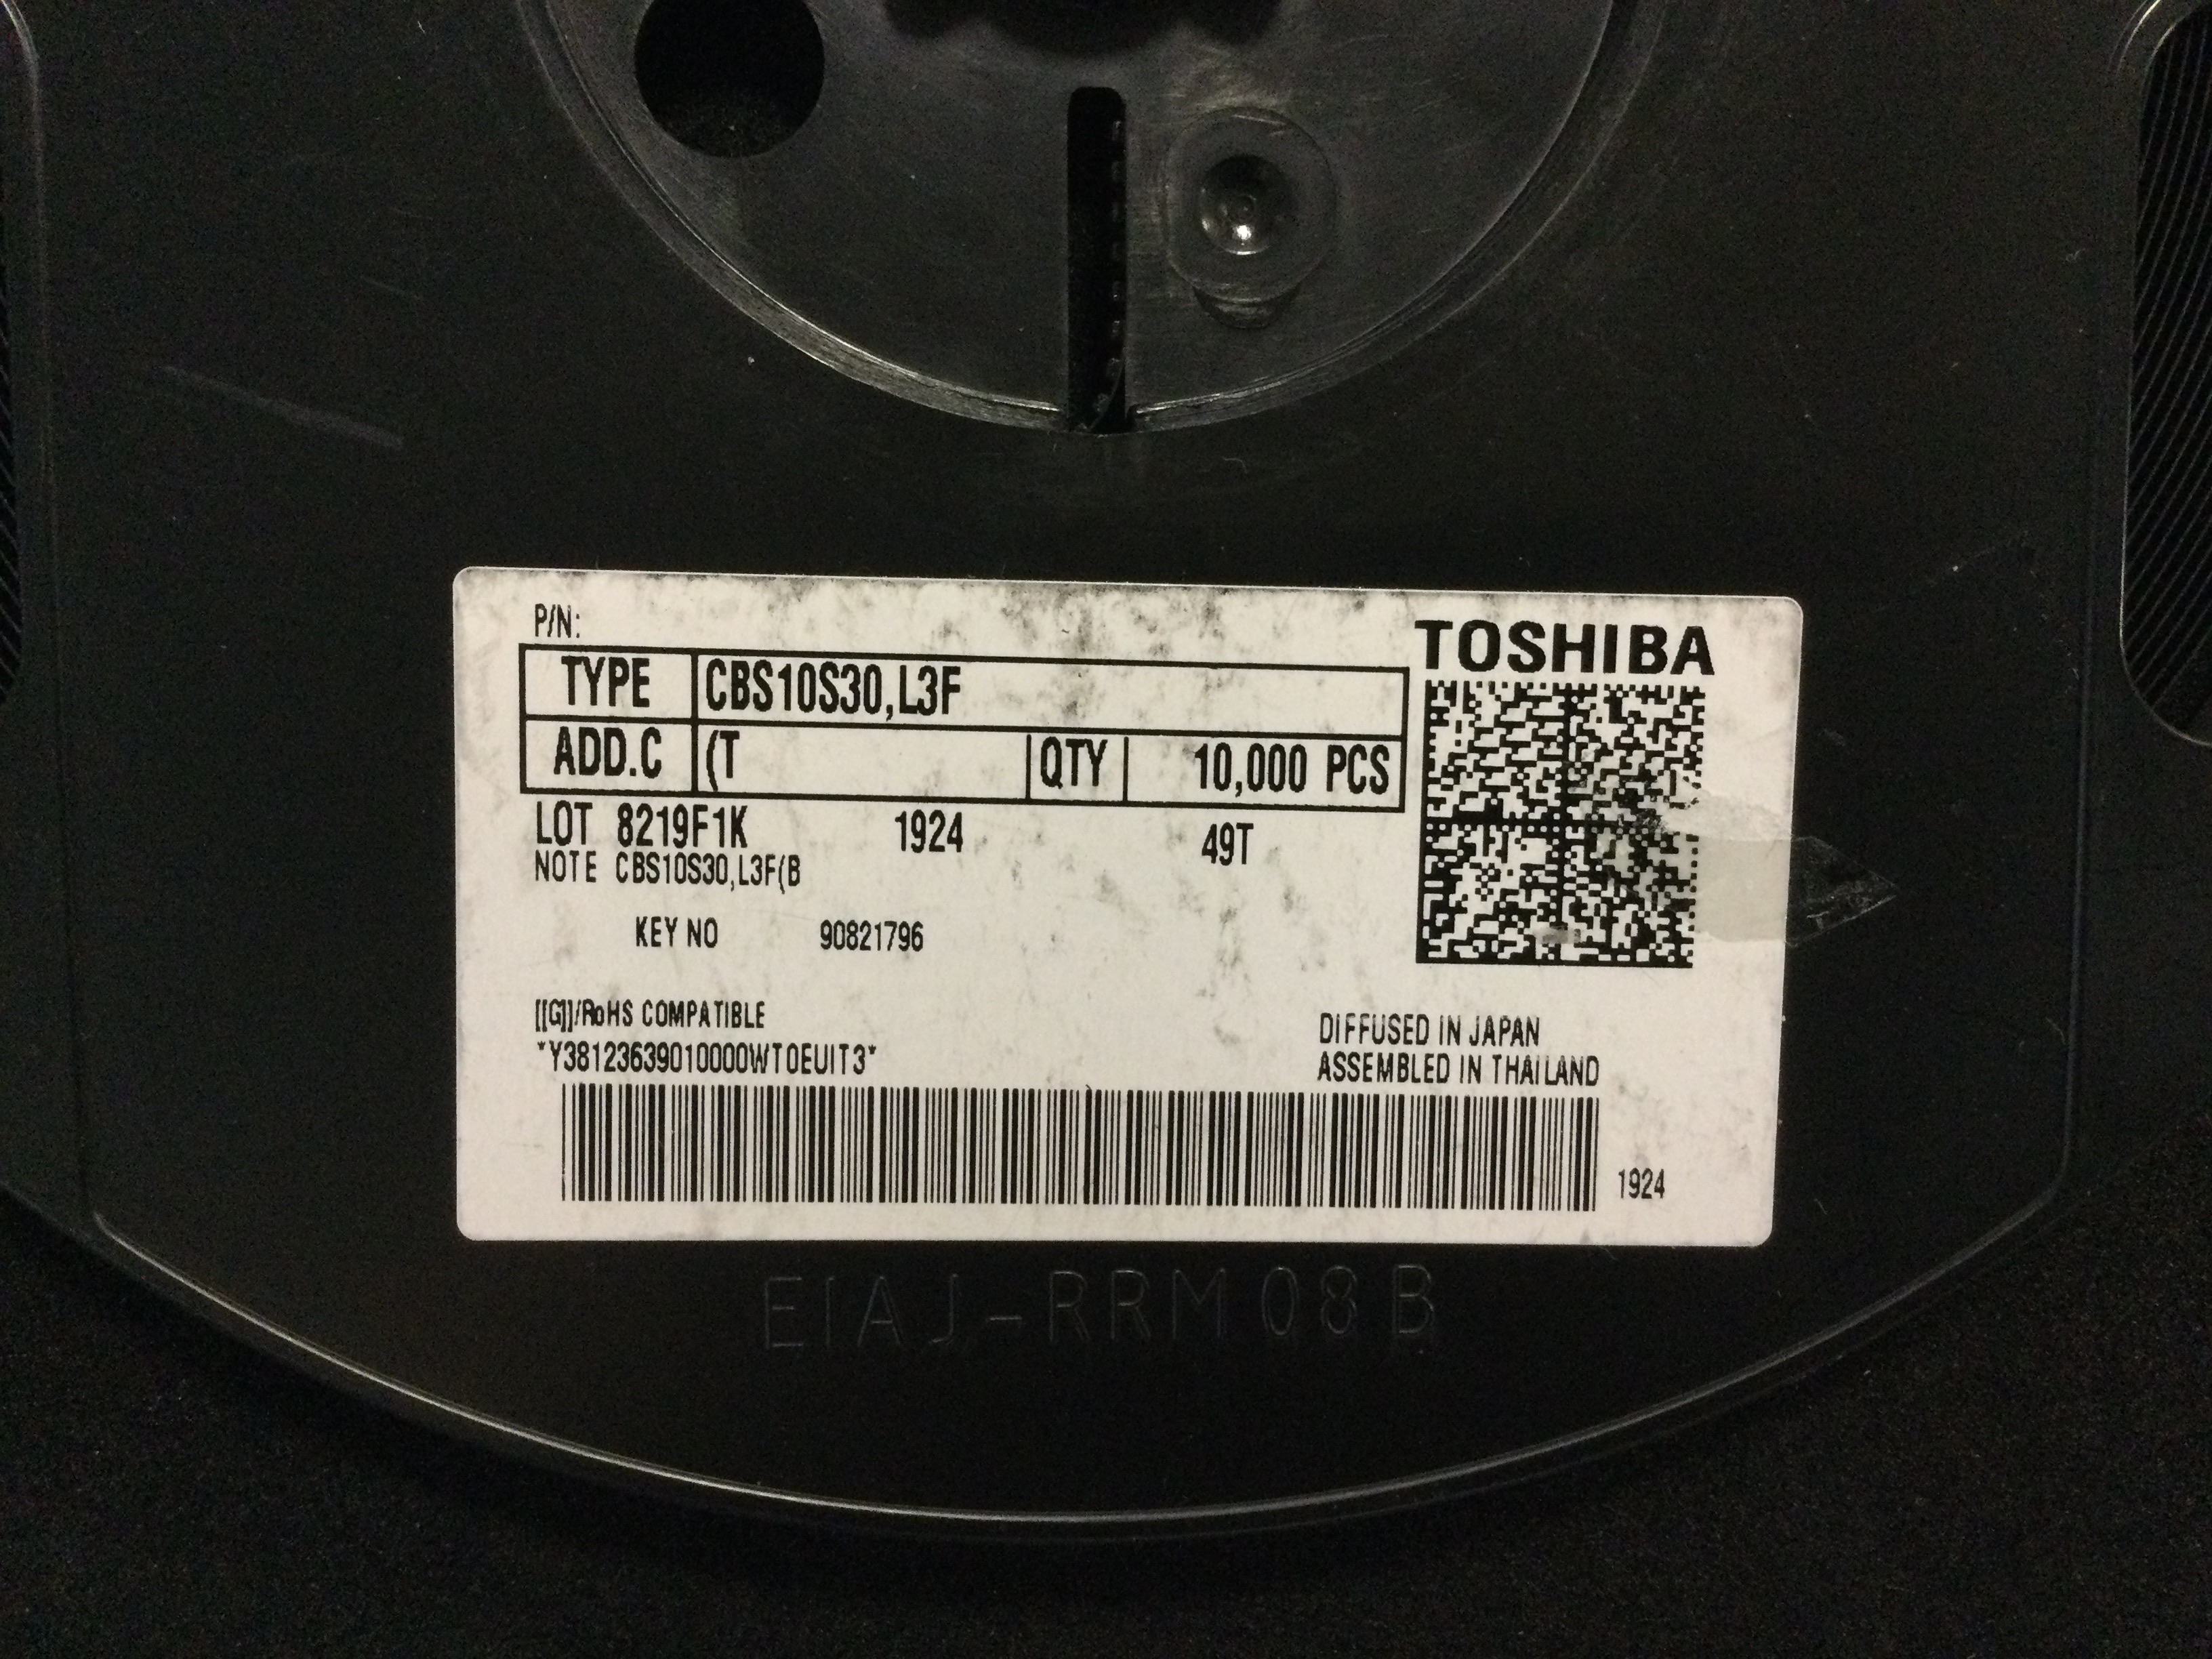 P/N:
TOSHIBA
TYPE CBS10S30,L3F
ADD.C (T QTY 10,000 PCS
LOT 8219F1K 1924 49T
NOTE CBS10S30,L3F(B
KEY NO 90821796
[[G]]/RoHS COMPATIBLE
*Y38123639010000WT0EUIT3*
DIFFUSED IN JAPAN
ASSEMBLED IN THAILAND
1924
EIAJ-RRM08B